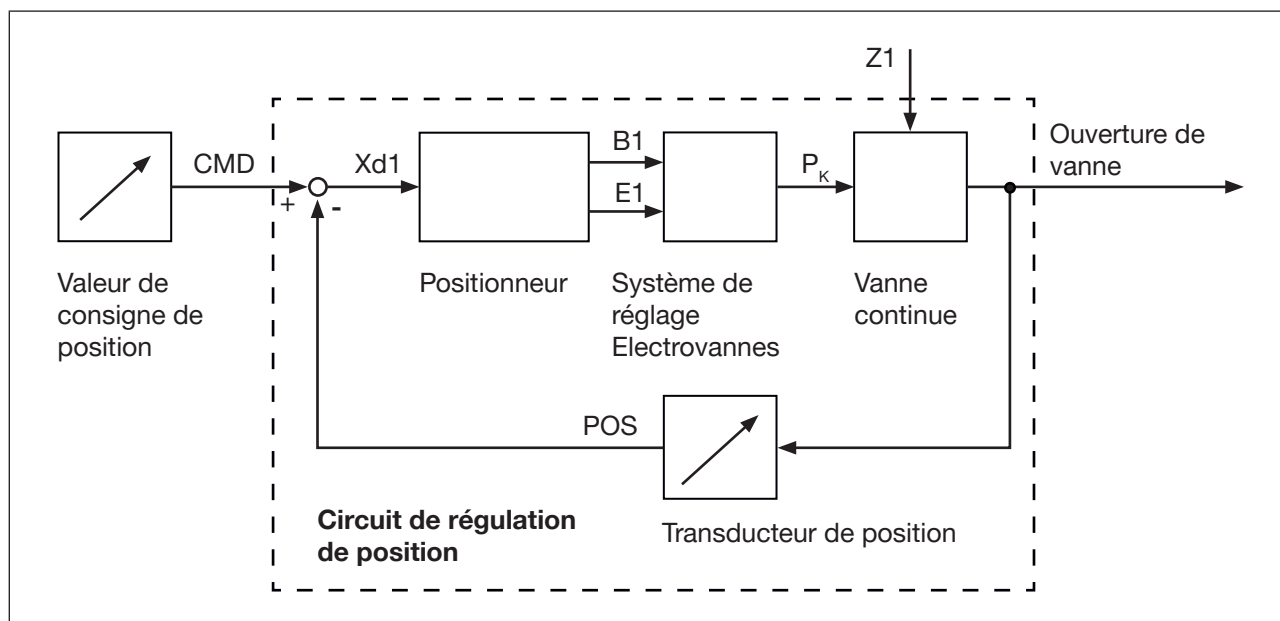 Z1
Ouverture de
vanne
CMD
Xd1
B1
E1
PK
+
-
Valeur de
consigne de
position
Positionneur
Système de
réglage
Electrovannes
Vanne
continue
POS
Circuit de régulation
de position
Transducteur de position